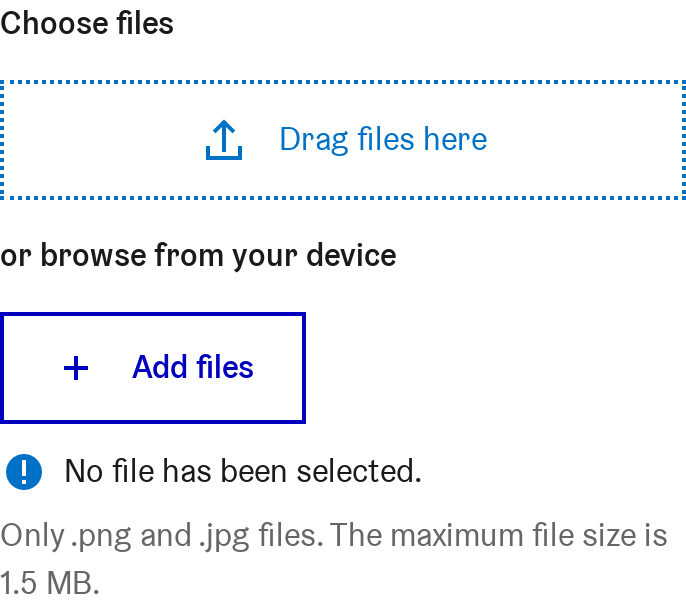 Choose files
Drag files here
or browse from your device
Add files
No file has been selected.
Only .png and .jpg files. The maximum file size is
1.5 MB.